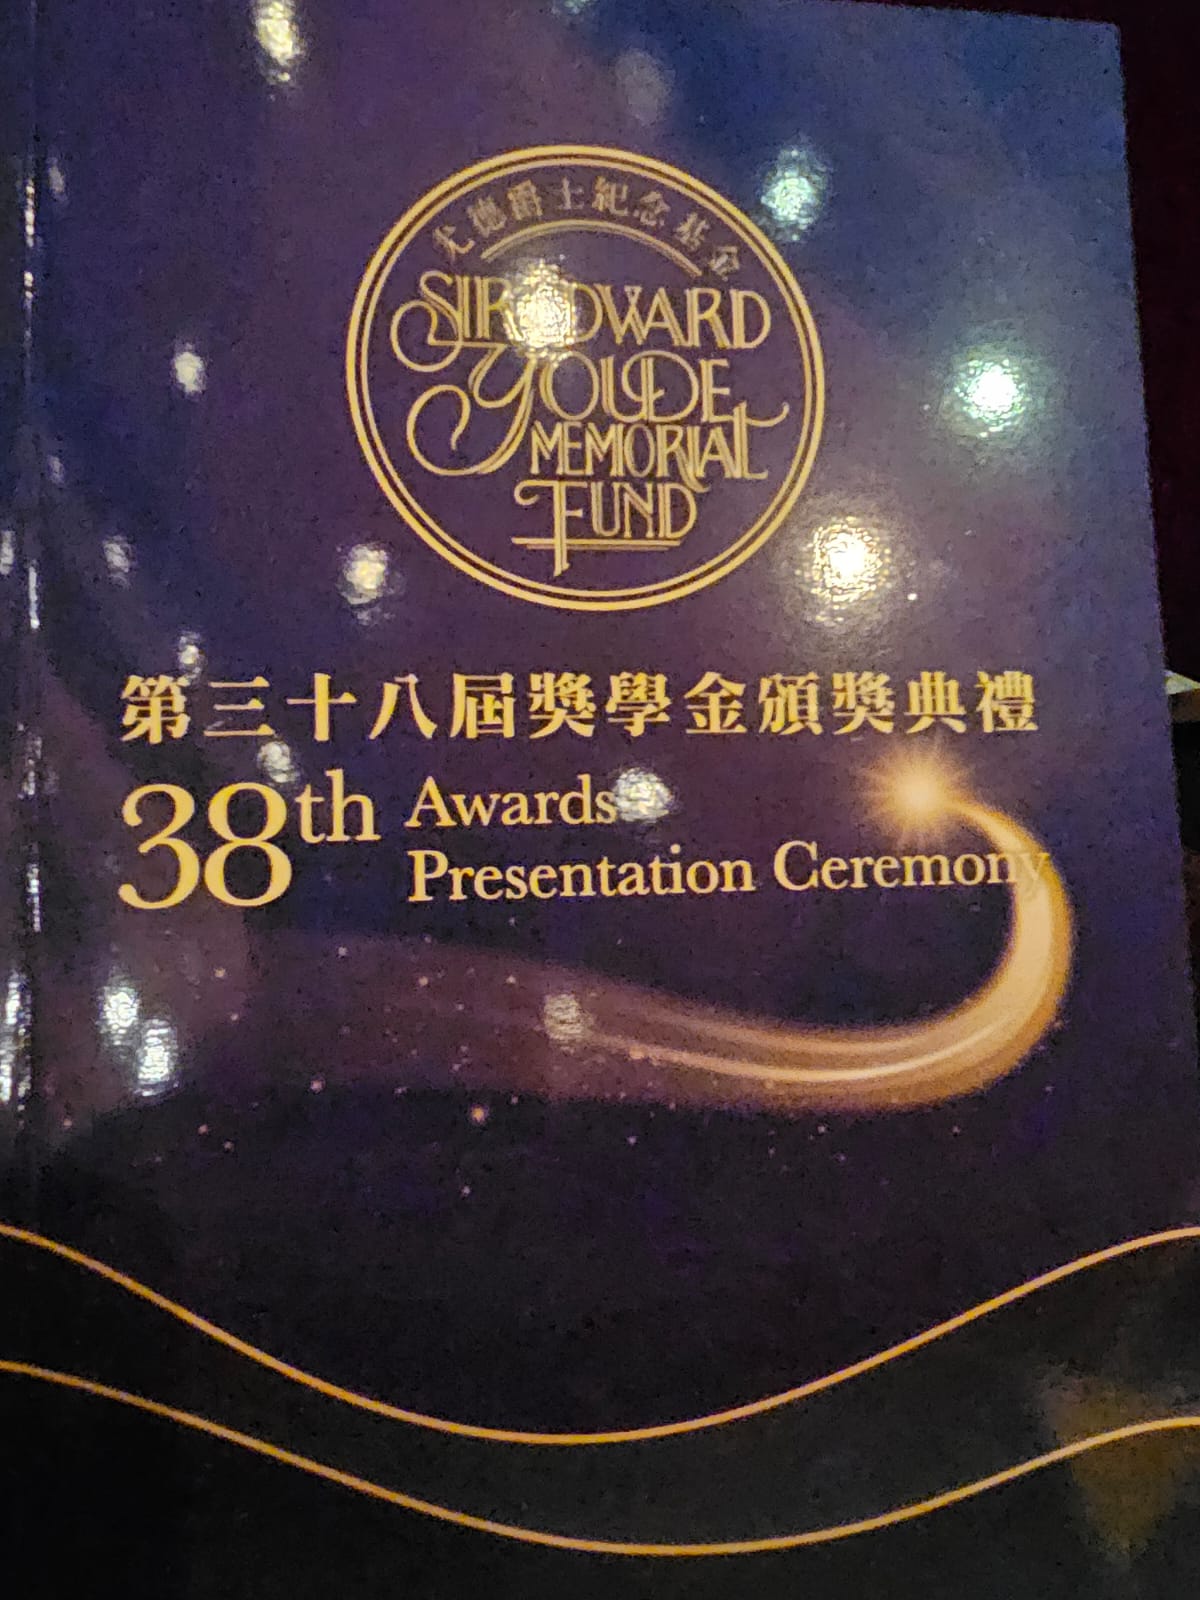 尤德爵士紀念基金
SIR EDWARD
YOUDE
MEMORIAL
FUND
第三十八屆獎學金頒獎典禮
38th Awards
Presentation Ceremony